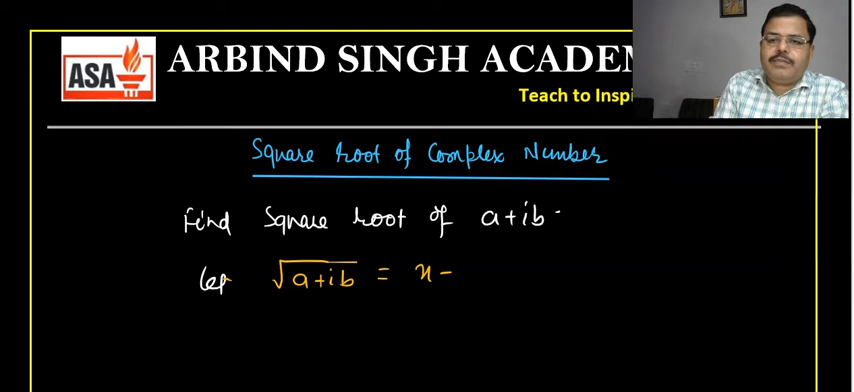 ASA
ARBIND SINGH ACADEM
Teach to Inspi
Square root of Complex Number
Find Square root of a+ib
Let √a+ib = x -